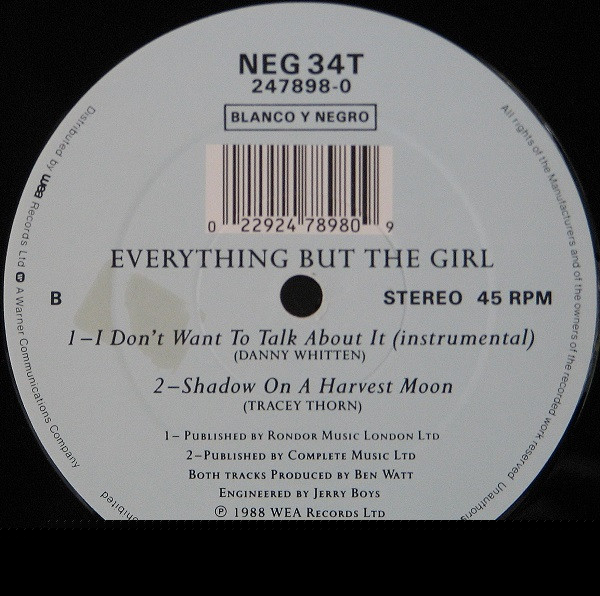 NEG 34T
247898-0
BLANCO Y NEGRO
0 22924 78980 9
EVERYTHING BUT THE GIRL
B STEREO 45 RPM
1–I Don't Want To Talk About It (instrumental)
(DANNY WHITTEN)
2–Shadow On A Harvest Moon
(TRACEY THORN)
1– Published by Rondor Music London Ltd
2–Published by Complete Music Ltd
Both tracks Produced by Ben Watt
Engineered by Jerry Boys
℗ 1988 WEA Records Ltd
Distributed by wea Records Ltd A Warner Communications Company
All rights of the Manufacturers and of the owners of the recorded work reserved